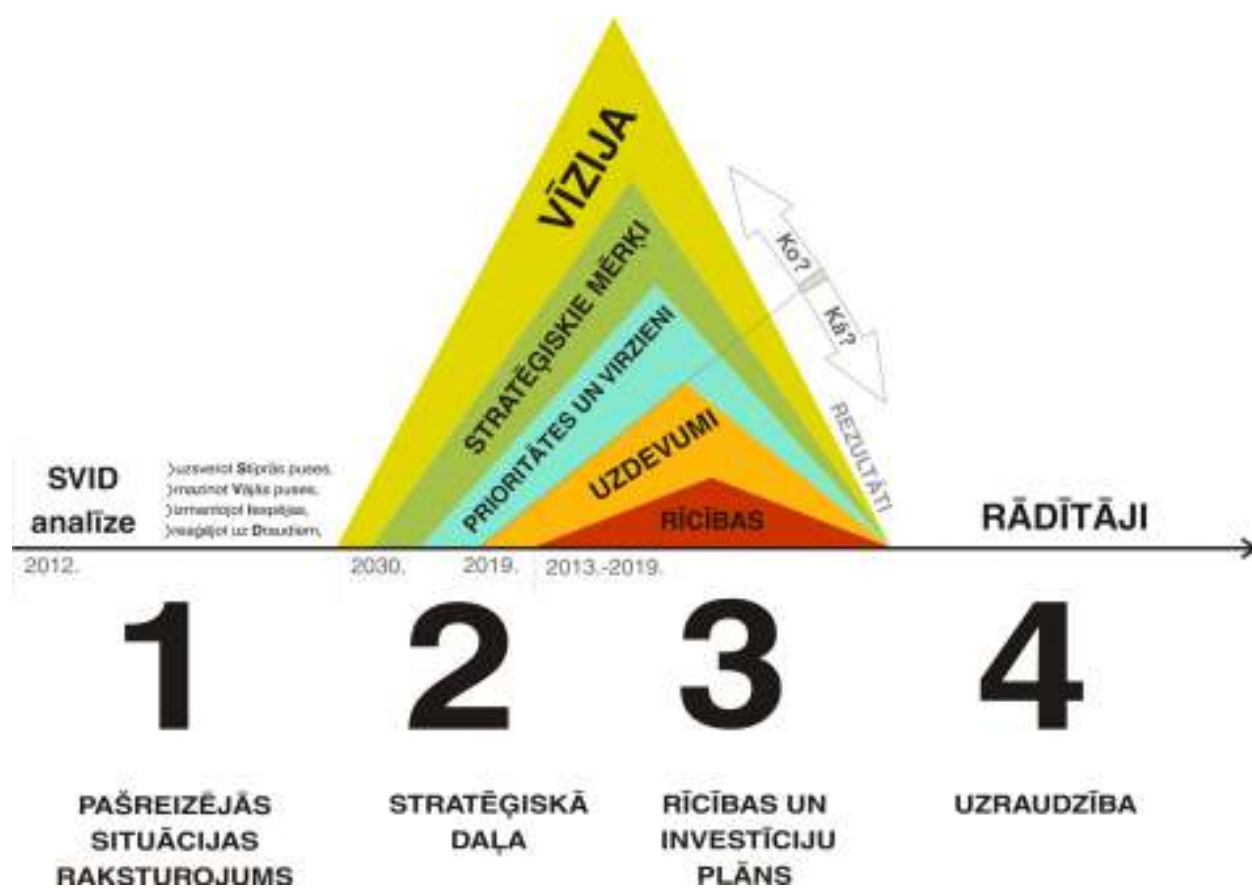 VĪZIJA
STRATĒĢISKIE MĒRĶI
PRIORITĀTES UN VIRZIENI
UZDEVUMI
RĪCĪBAS
Ko?
Kā?
REZULTĀTI
SVID
analīze
uzsverot Stiprās puses,
mazinot Vājās puses,
izmantojot Iespējas,
reaģējot uz Draudiem,
RĀDĪTĀJI
2012.
2030.
2019.
2013.-2019.
1
2
3
4
PAŠREIZĒJĀS
SITUĀCIJAS
RAKSTUROJUMS
STRATĒĢISKĀ
DAĻA
RĪCĪBAS UN
INVESTĪCIJU
PLĀNS
UZRAUDZĪBA